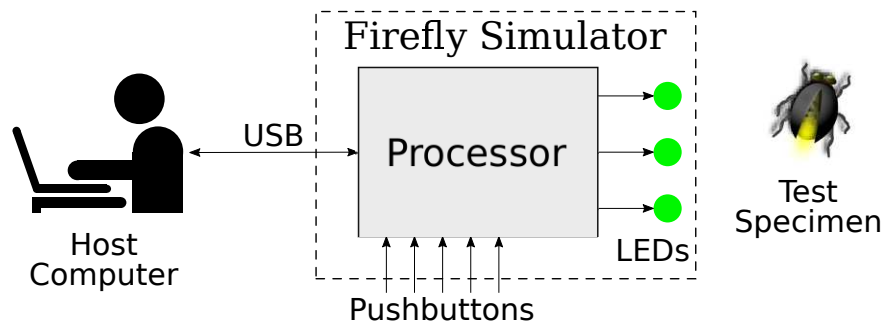 Firefly Simulator
USB
Processor
Test
Specimen
Host
Computer
LEDs
Pushbuttons